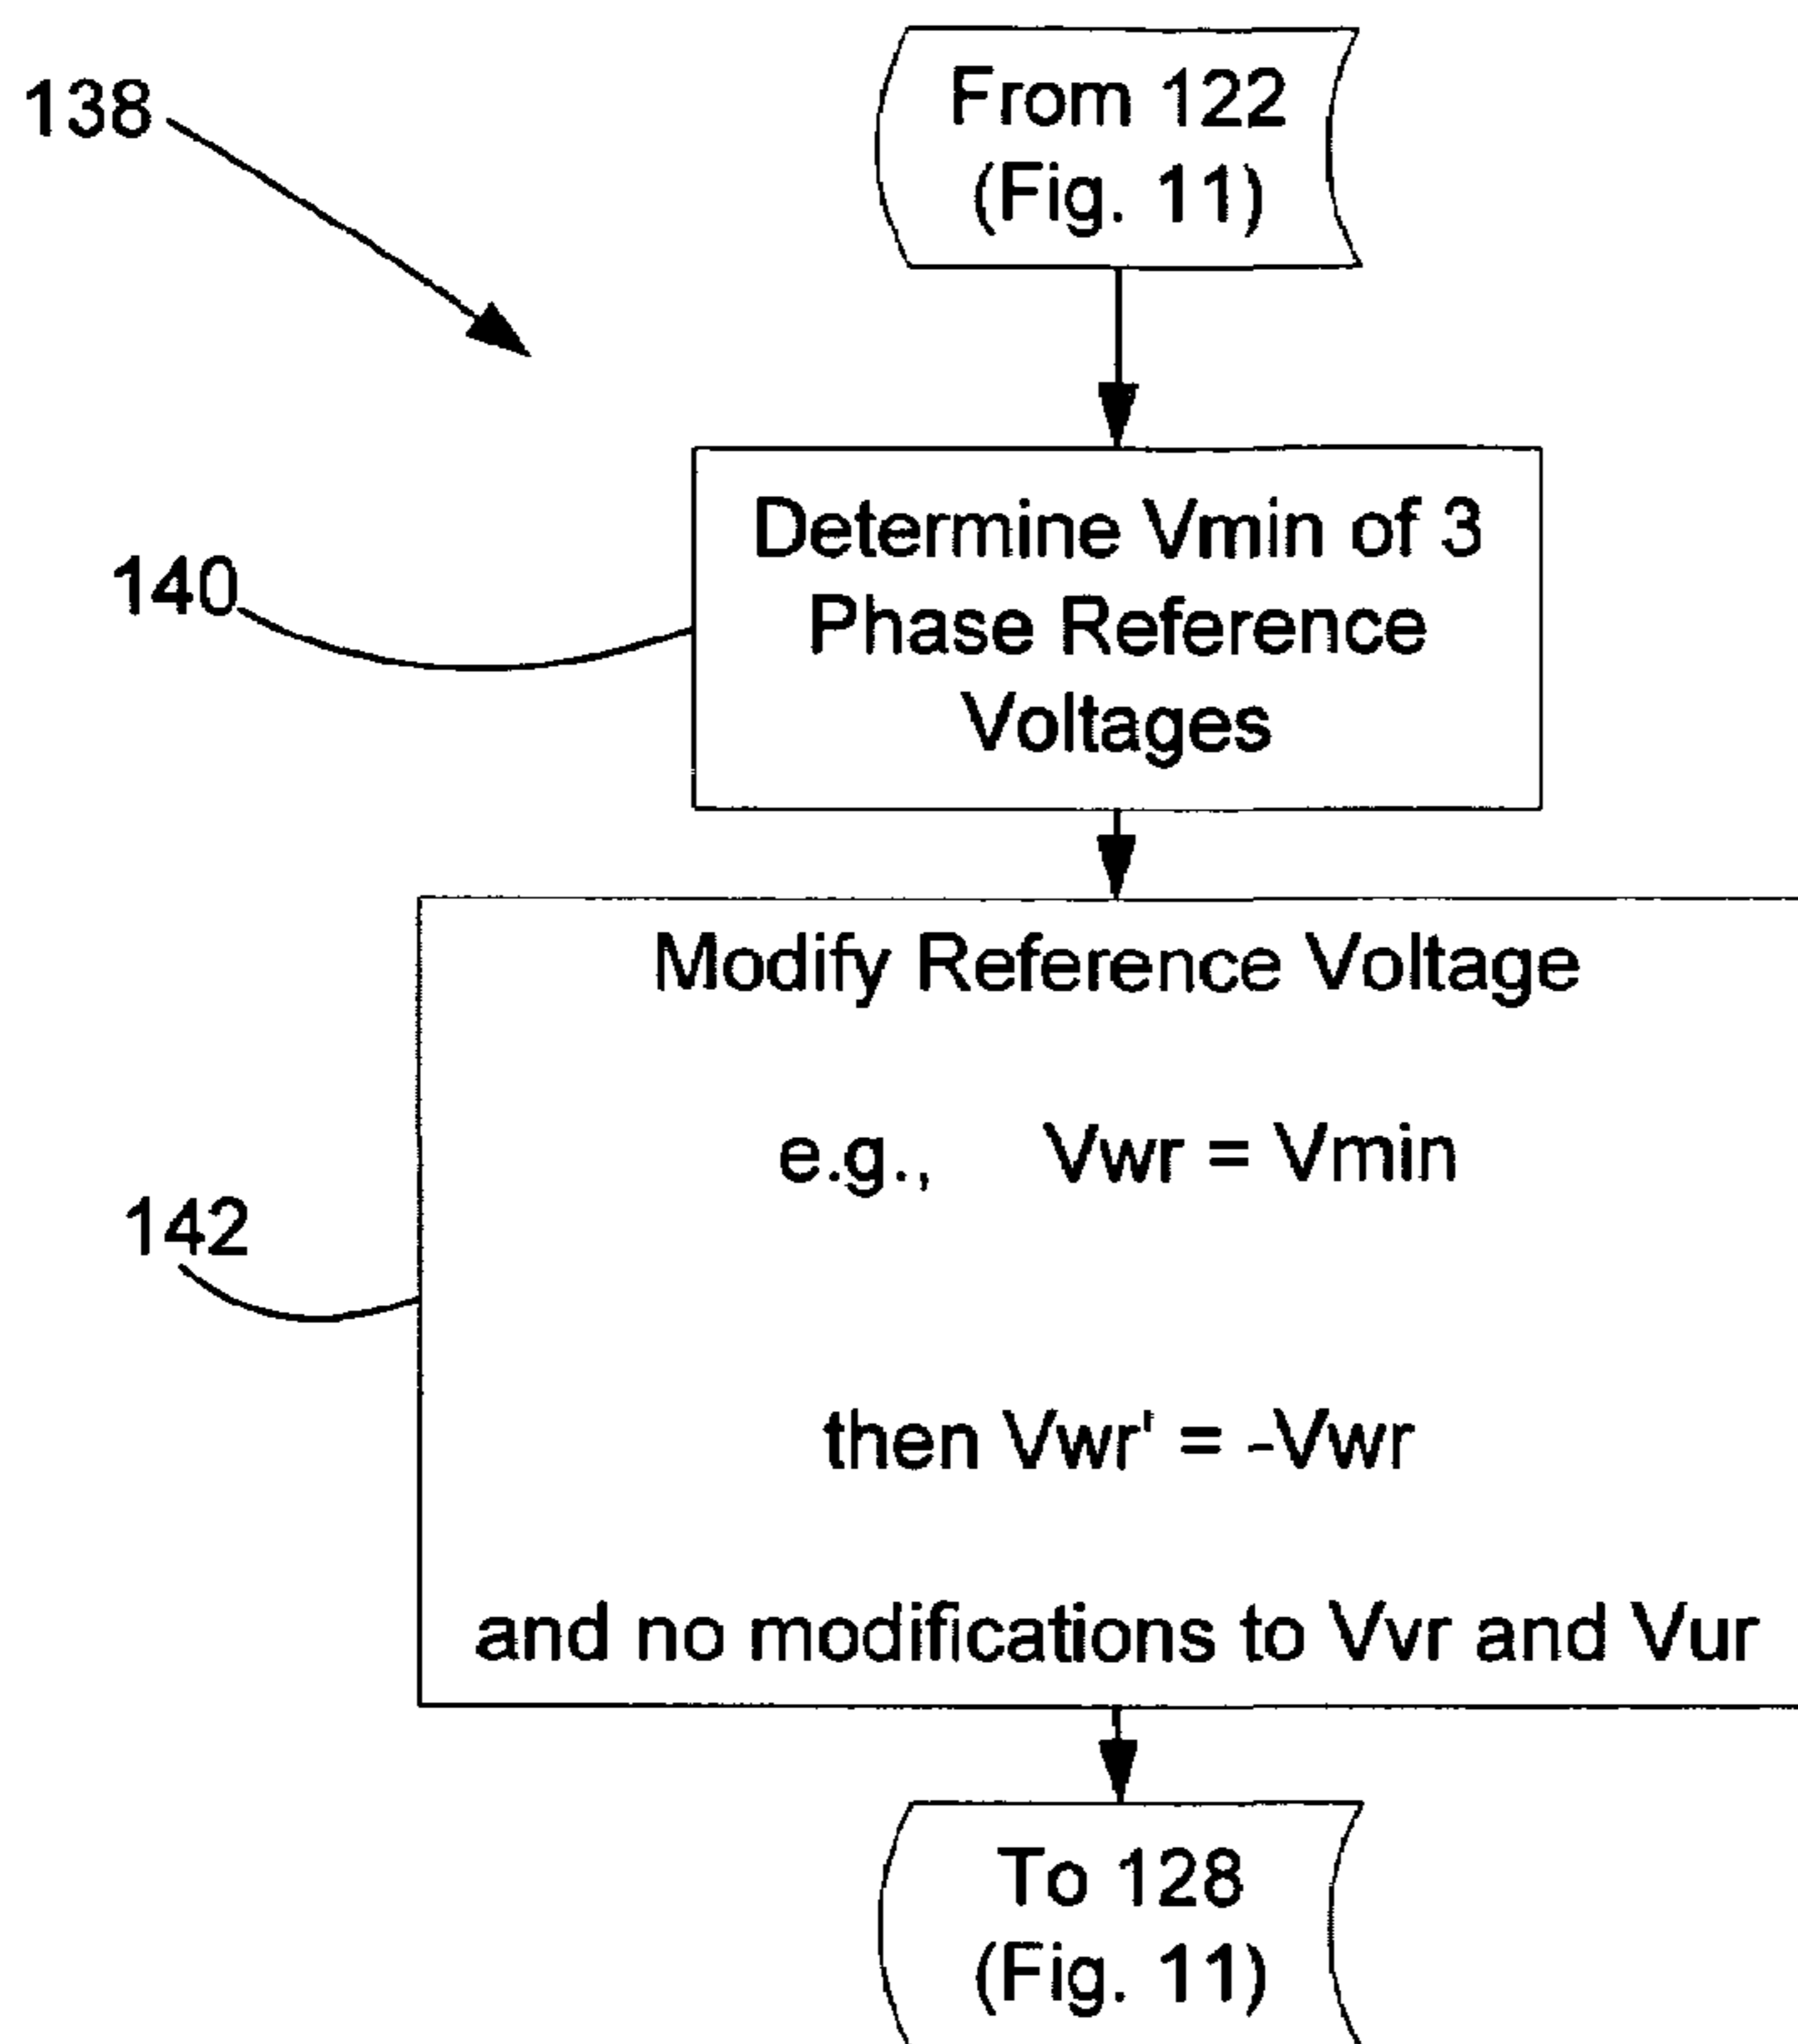 138
From 122
(Fig. 11)
140
Determine Vmin of 3
Phase Reference
Voltages
142
Modify Reference Voltage
e.g., Vwr = Vmin
then Vwr' = -Vwr
and no modifications to Vvr and Vur
To 128
(Fig. 11)